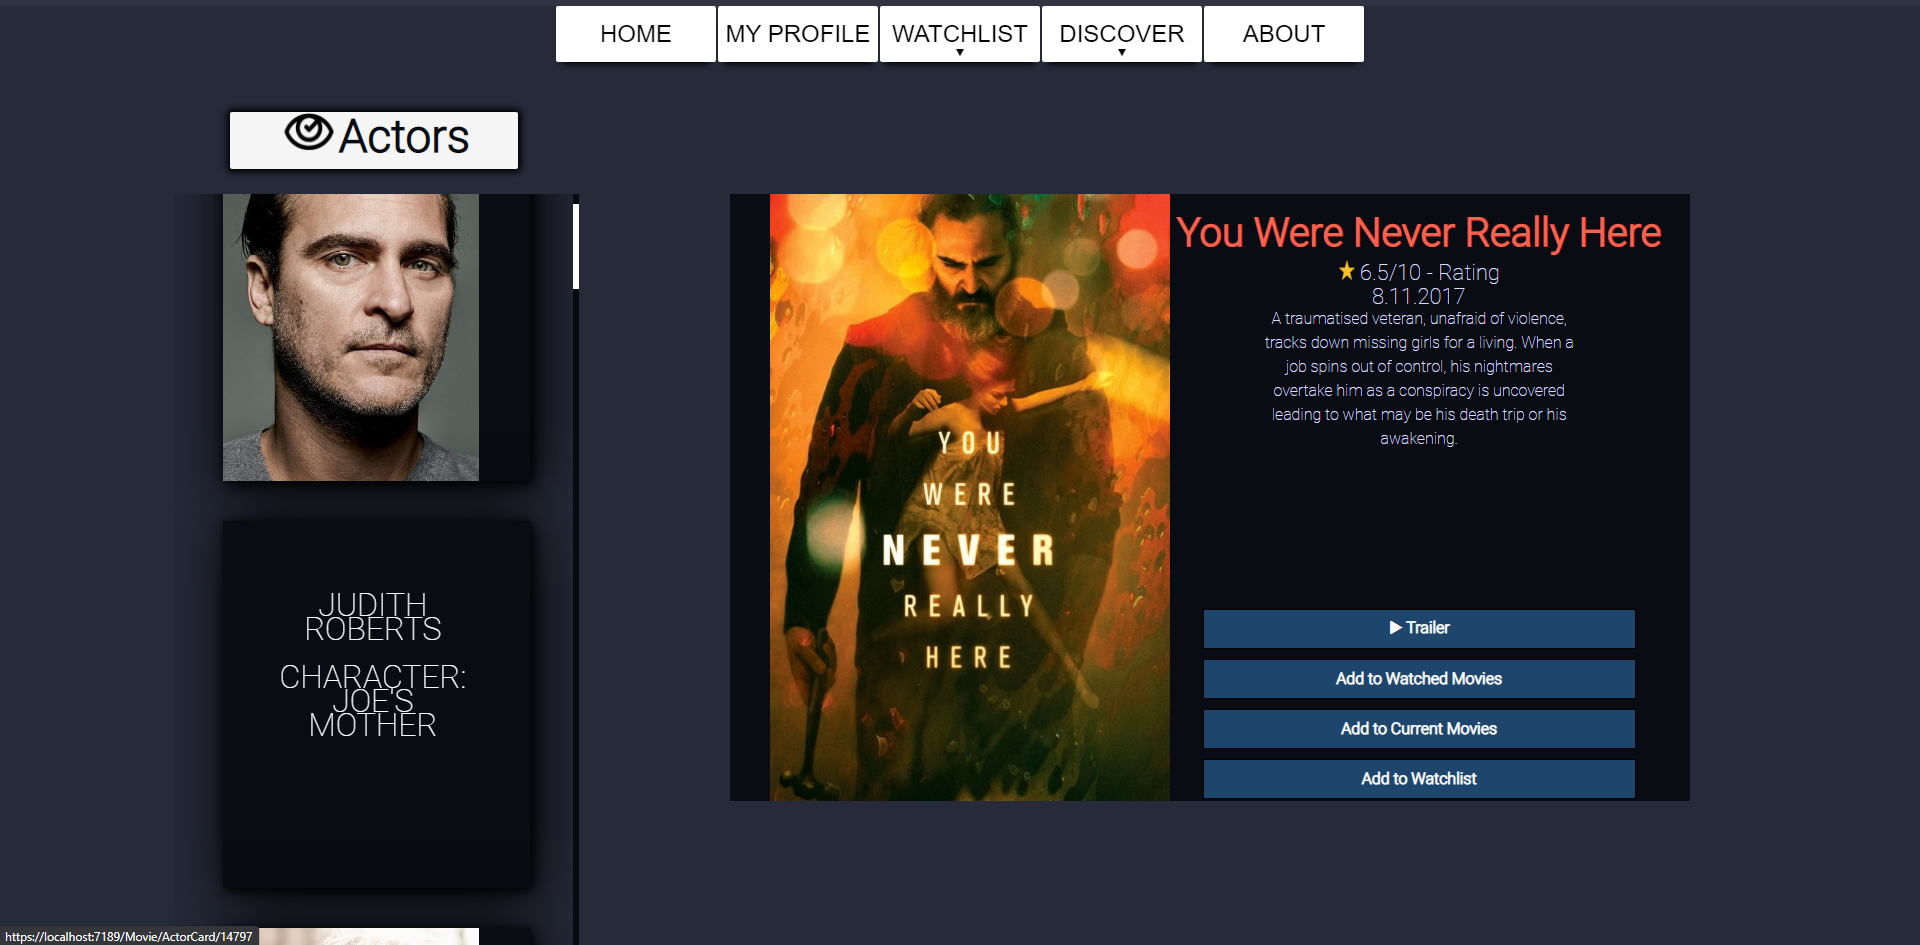 HOME
MY PROFILE
WATCHLIST
▼
DISCOVER
▼
ABOUT
Actors
JUDITH
ROBERTS
CHARACTER:
JOE'S
MOTHER
YOU
WERE
NEVER
REALLY
HERE
You Were Never Really Here
6.5/10 - Rating
8.11.2017
A traumatised veteran, unafraid of violence,
tracks down missing girls for a living. When a
job spins out of control, his nightmares
overtake him as a conspiracy is uncovered
leading to what may be his death trip or his
awakening.
Trailer
Add to Watched Movies
Add to Current Movies
Add to Watchlist
https://localhost:7189/Movie/ActorCard/14797